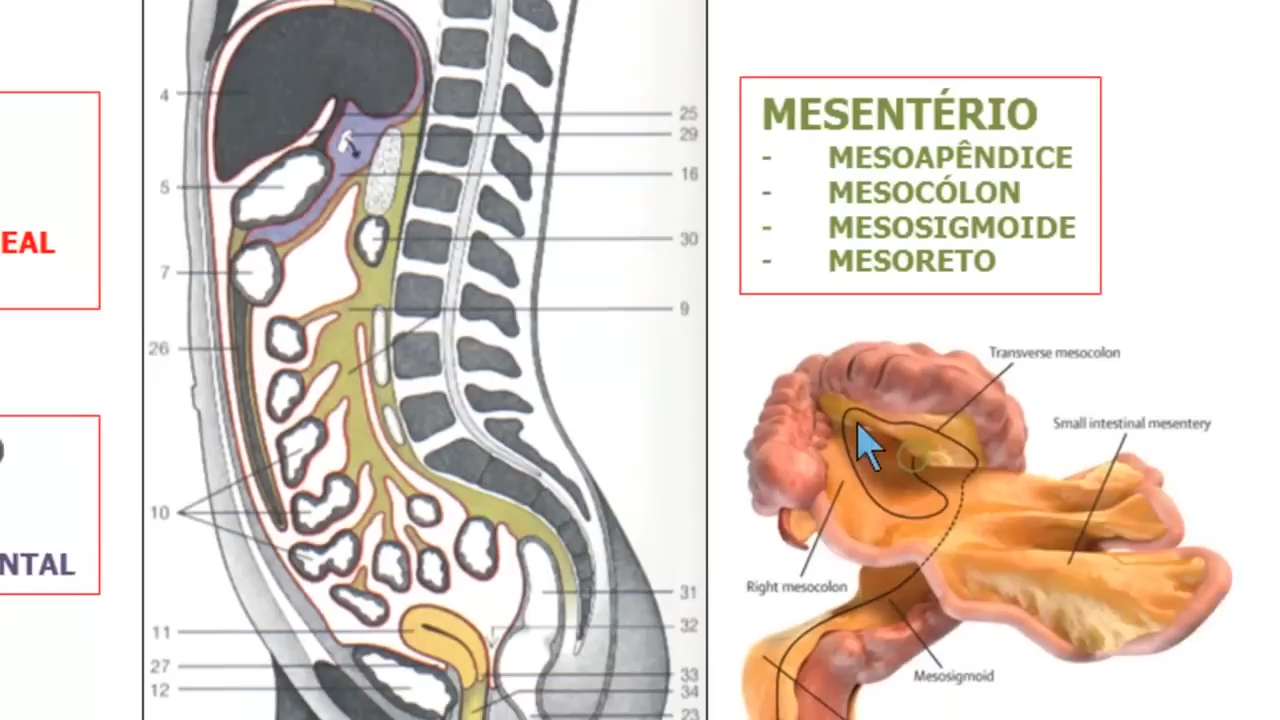 EAL
NTAL
4
5
7
26
10
11
27
12
25
29
16
30
9
31
32
33
34
23
MESENTÉRIO
- MESOAPÊNDICE
- MESOCÓLON
- MESOSIGMOIDE
- MESORETO
Transverse mesocolon
Small intestinal mesentery
Right mesocolon
Mesosigmoid